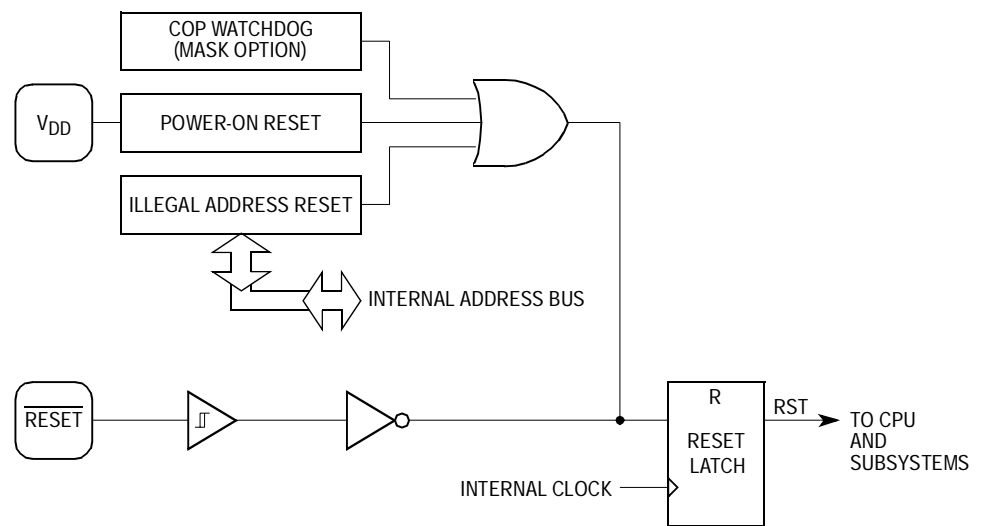 COP WATCHDOG
(MASK OPTION)
VDD
POWER-ON RESET
ILLEGAL ADDRESS RESET
INTERNAL ADDRESS BUS
RESET
R
RESET
LATCH
RST
TO CPU
AND
SUBSYSTEMS
INTERNAL CLOCK